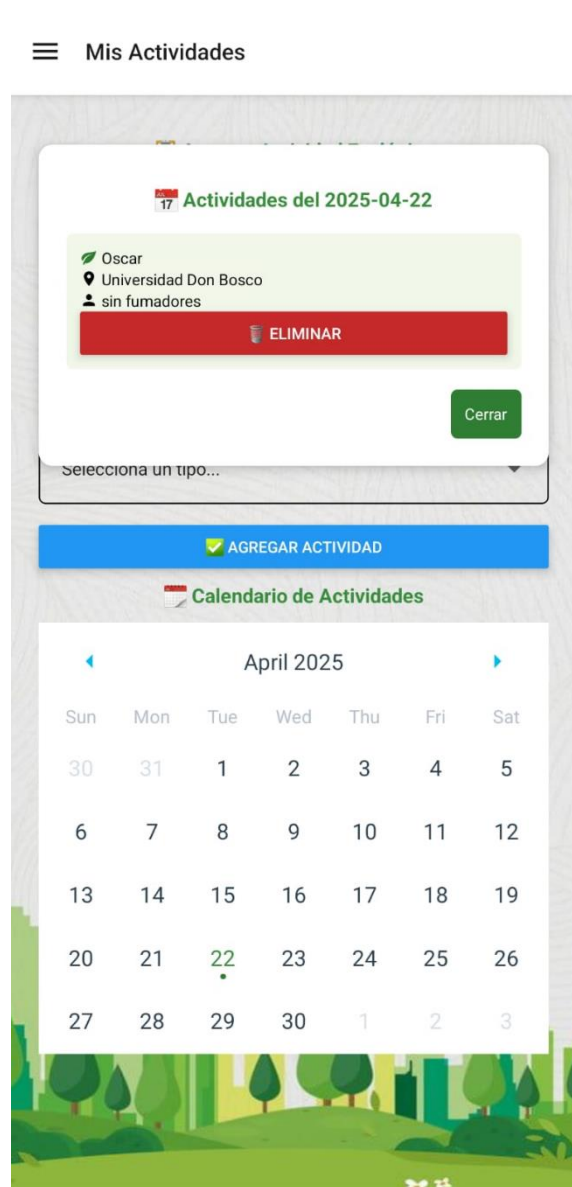 Mis Actividades
Actividades del 2025-04-22
Oscar
Universidad Don Bosco
sin fumadores
ELIMINAR
Cerrar
Selecciona un tipo...
AGREGAR ACTIVIDAD
Calendario de Actividades
April 2025
Sun Mon Tue Wed Thu Fri Sat
30 31 1 2 3 4 5
6 7 8 9 10 11 12
13 14 15 16 17 18 19
20 21 22 23 24 25 26
27 28 29 30 1 2 3